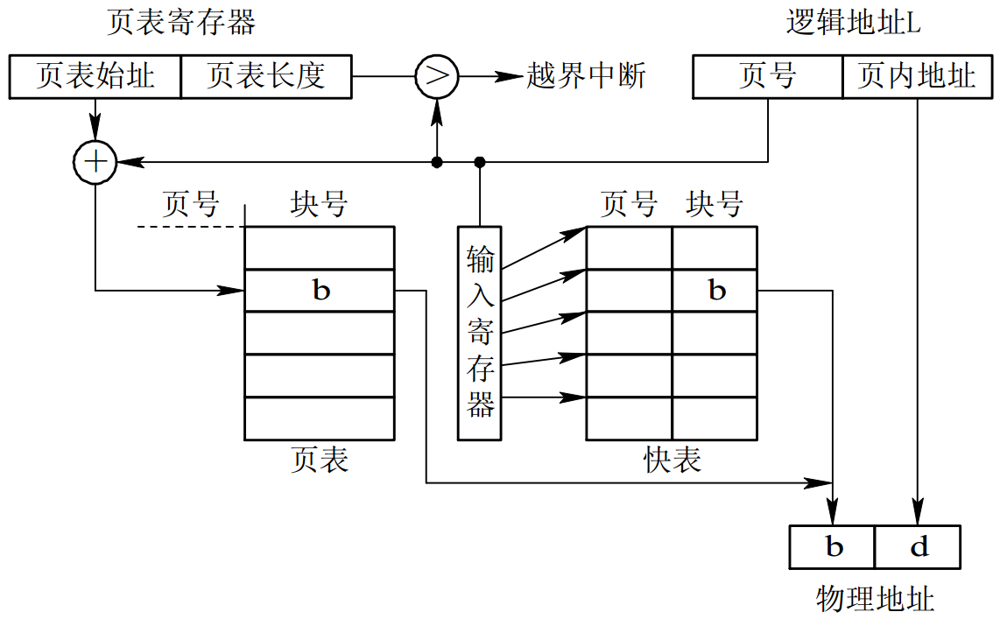 页表寄存器
逻辑地址L
页表始址 页表长度
>
越界中断
页号 页内地址
+
页号 块号
页号 块号
输入寄存器
b
b
页表
快表
b d
物理地址